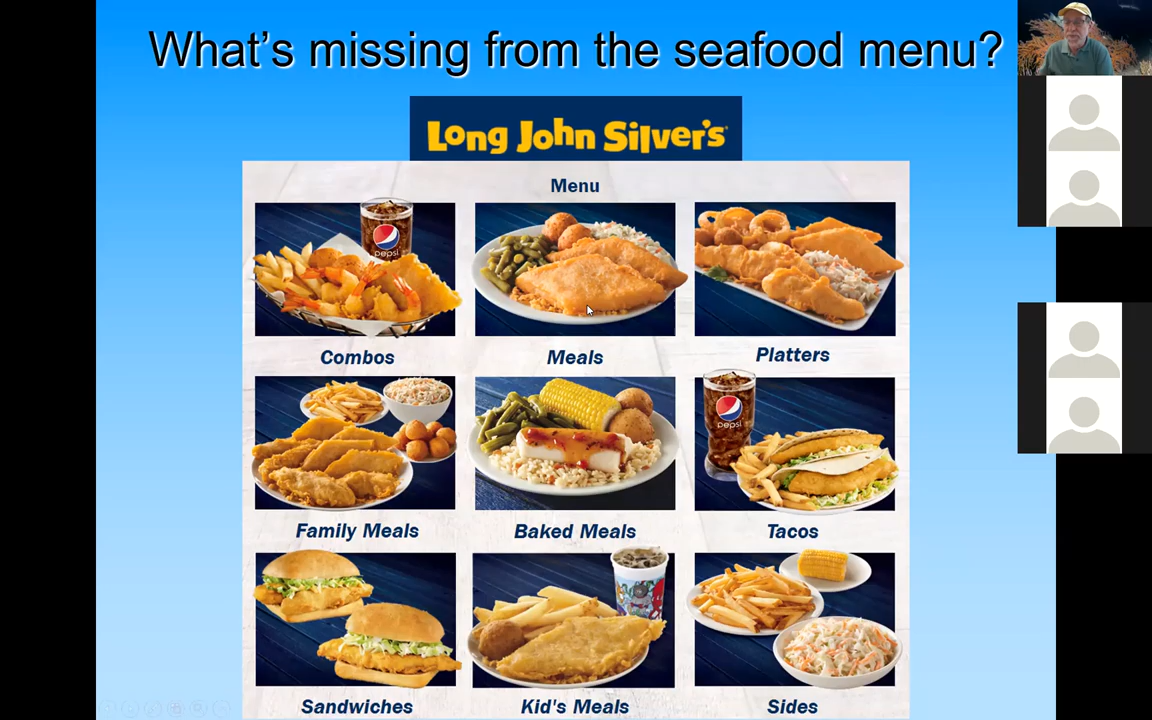 What's missing from the seafood menu?
Long John Silver's
Menu
pepsi
Combos
Meals
Platters
pepsi
Family Meals
Baked Meals
Tacos
Sandwiches
Kid's Meals
Sides